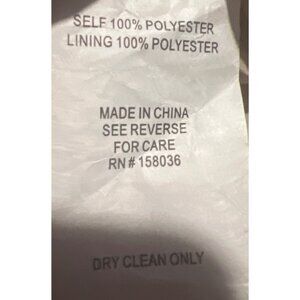 SELF 100% POLYESTER
LINING 100% POLYESTER
MADE IN CHINA
SEE REVERSE
FOR CARE
RN # 158036
DRY CLEAN ONLY